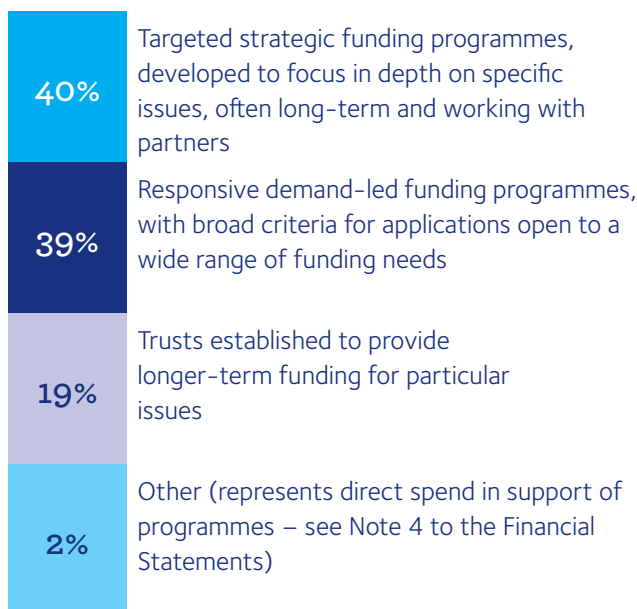 40%
Targeted strategic funding programmes,
developed to focus in depth on specific
issues, often long-term and working with
partners
39%
Responsive demand-led funding programmes,
with broad criteria for applications open to a
wide range of funding needs
19%
Trusts established to provide
longer-term funding for particular
issues
2%
Other (represents direct spend in support of
programmes – see Note 4 to the Financial
Statements)